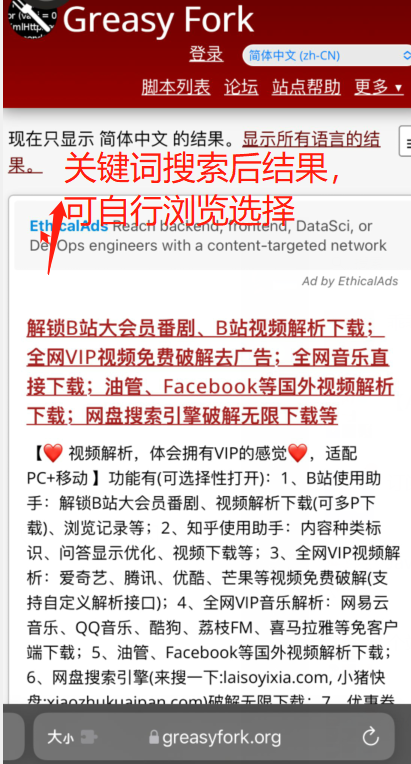 or (var i = 0
Greasy Fork
登录
简体中文 (zh-CN)
脚本列表 论坛 站点帮助 更多▼
现在只显示 简体中文 的结果。显示所有语言的结
果。
关键词搜索后结果，
可自行浏览选择
EthicalAds Reach backend, frontend, DataSci, or
DevOps engineers with a content-targeted network
Ad by EthicalAds
解锁B站大会员番剧、B站视频解析下载；
全网VIP视频免费破解去广告；全网音乐直
接下载；油管、Facebook等国外视频解析
下载；网盘搜索引擎破解无限下载等
【❤️ 视频解析，体会拥有VIP的感觉❤️，适配
PC+移动 】功能有(可选择性打开)：1、B站使用助
手：解锁B站大会员番剧、视频解析下载(可多P下
载)、浏览记录等；2、知乎使用助手：内容种类标
识、问答显示优化、视频下载等；3、全网VIP视频解
析：爱奇艺、腾讯、优酷、芒果等视频免费破解(支
持自定义解析接口)；4、全网VIP音乐解析：网易云
音乐、QQ音乐、酷狗、荔枝FM、喜马拉雅等免客户
端下载；5、油管、Facebook等国外视频解析下载；
6、网盘搜索引擎(来搜一下:laisoyixia.com, 小猪快
盘:xiaozhukuaipan.com)破解无限下载；7、优惠券
大小
greasyfork.org